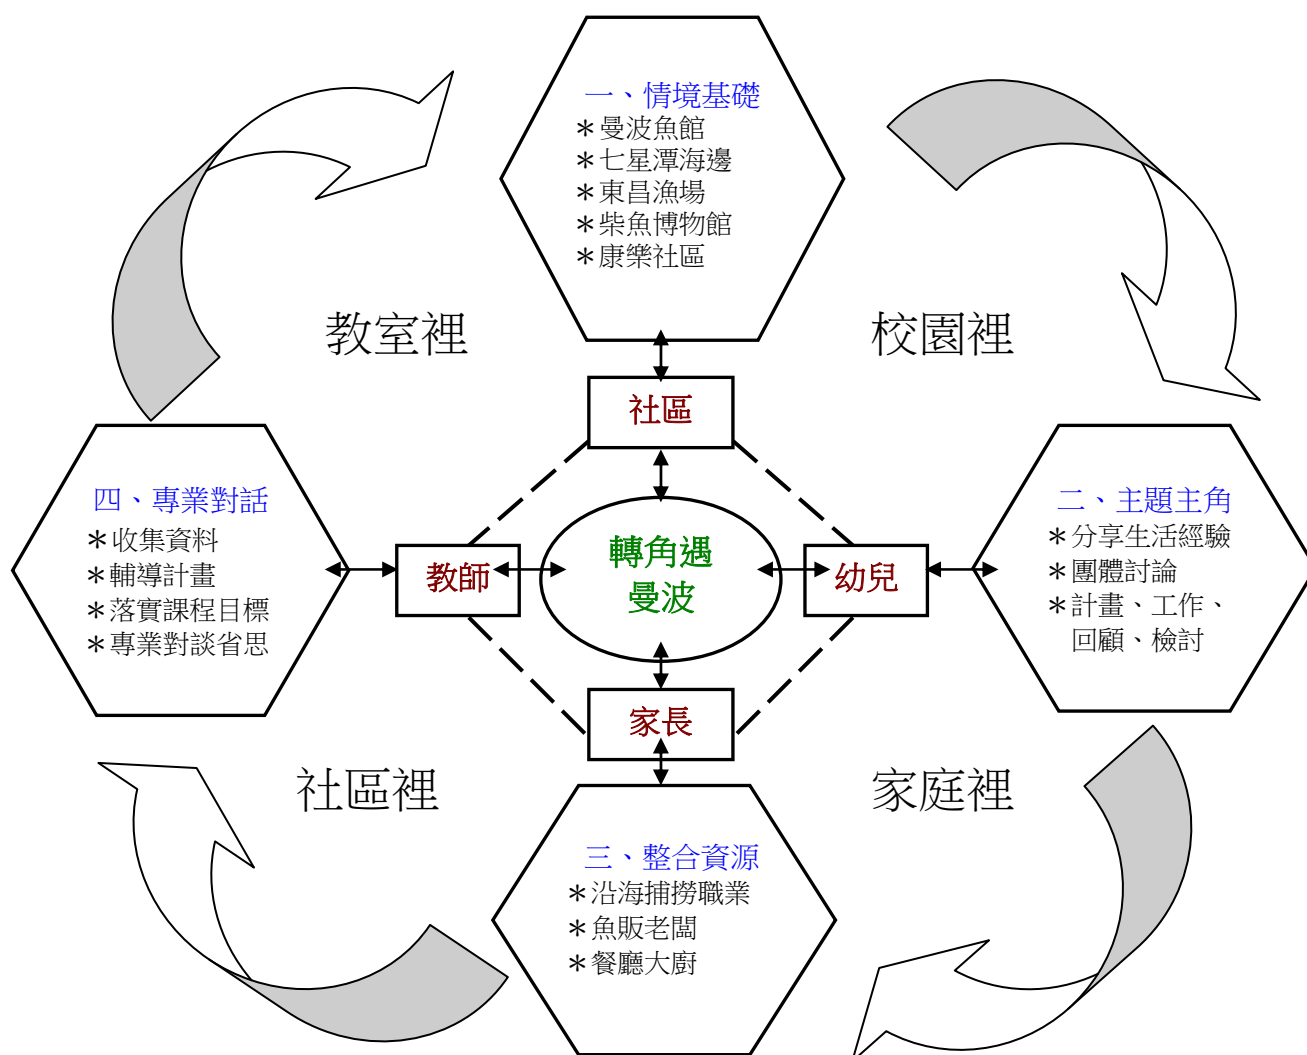 一、情境基礎
＊曼波魚館
＊七星潭海邊
＊東昌漁場
＊柴魚博物館
＊康樂社區
教室裡
校園裡
社區
四、專業對話
＊收集資料
＊輔導計畫
＊落實課程目標
＊專業對談省思
教師
轉角遇
曼波
幼兒
二、主題主角
＊分享生活經驗
＊團體討論
＊計畫、工作、
回顧、檢討
家長
社區裡
家庭裡
三、整合資源
＊沿海捕撈職業
＊魚販老闆
＊餐廳大廚